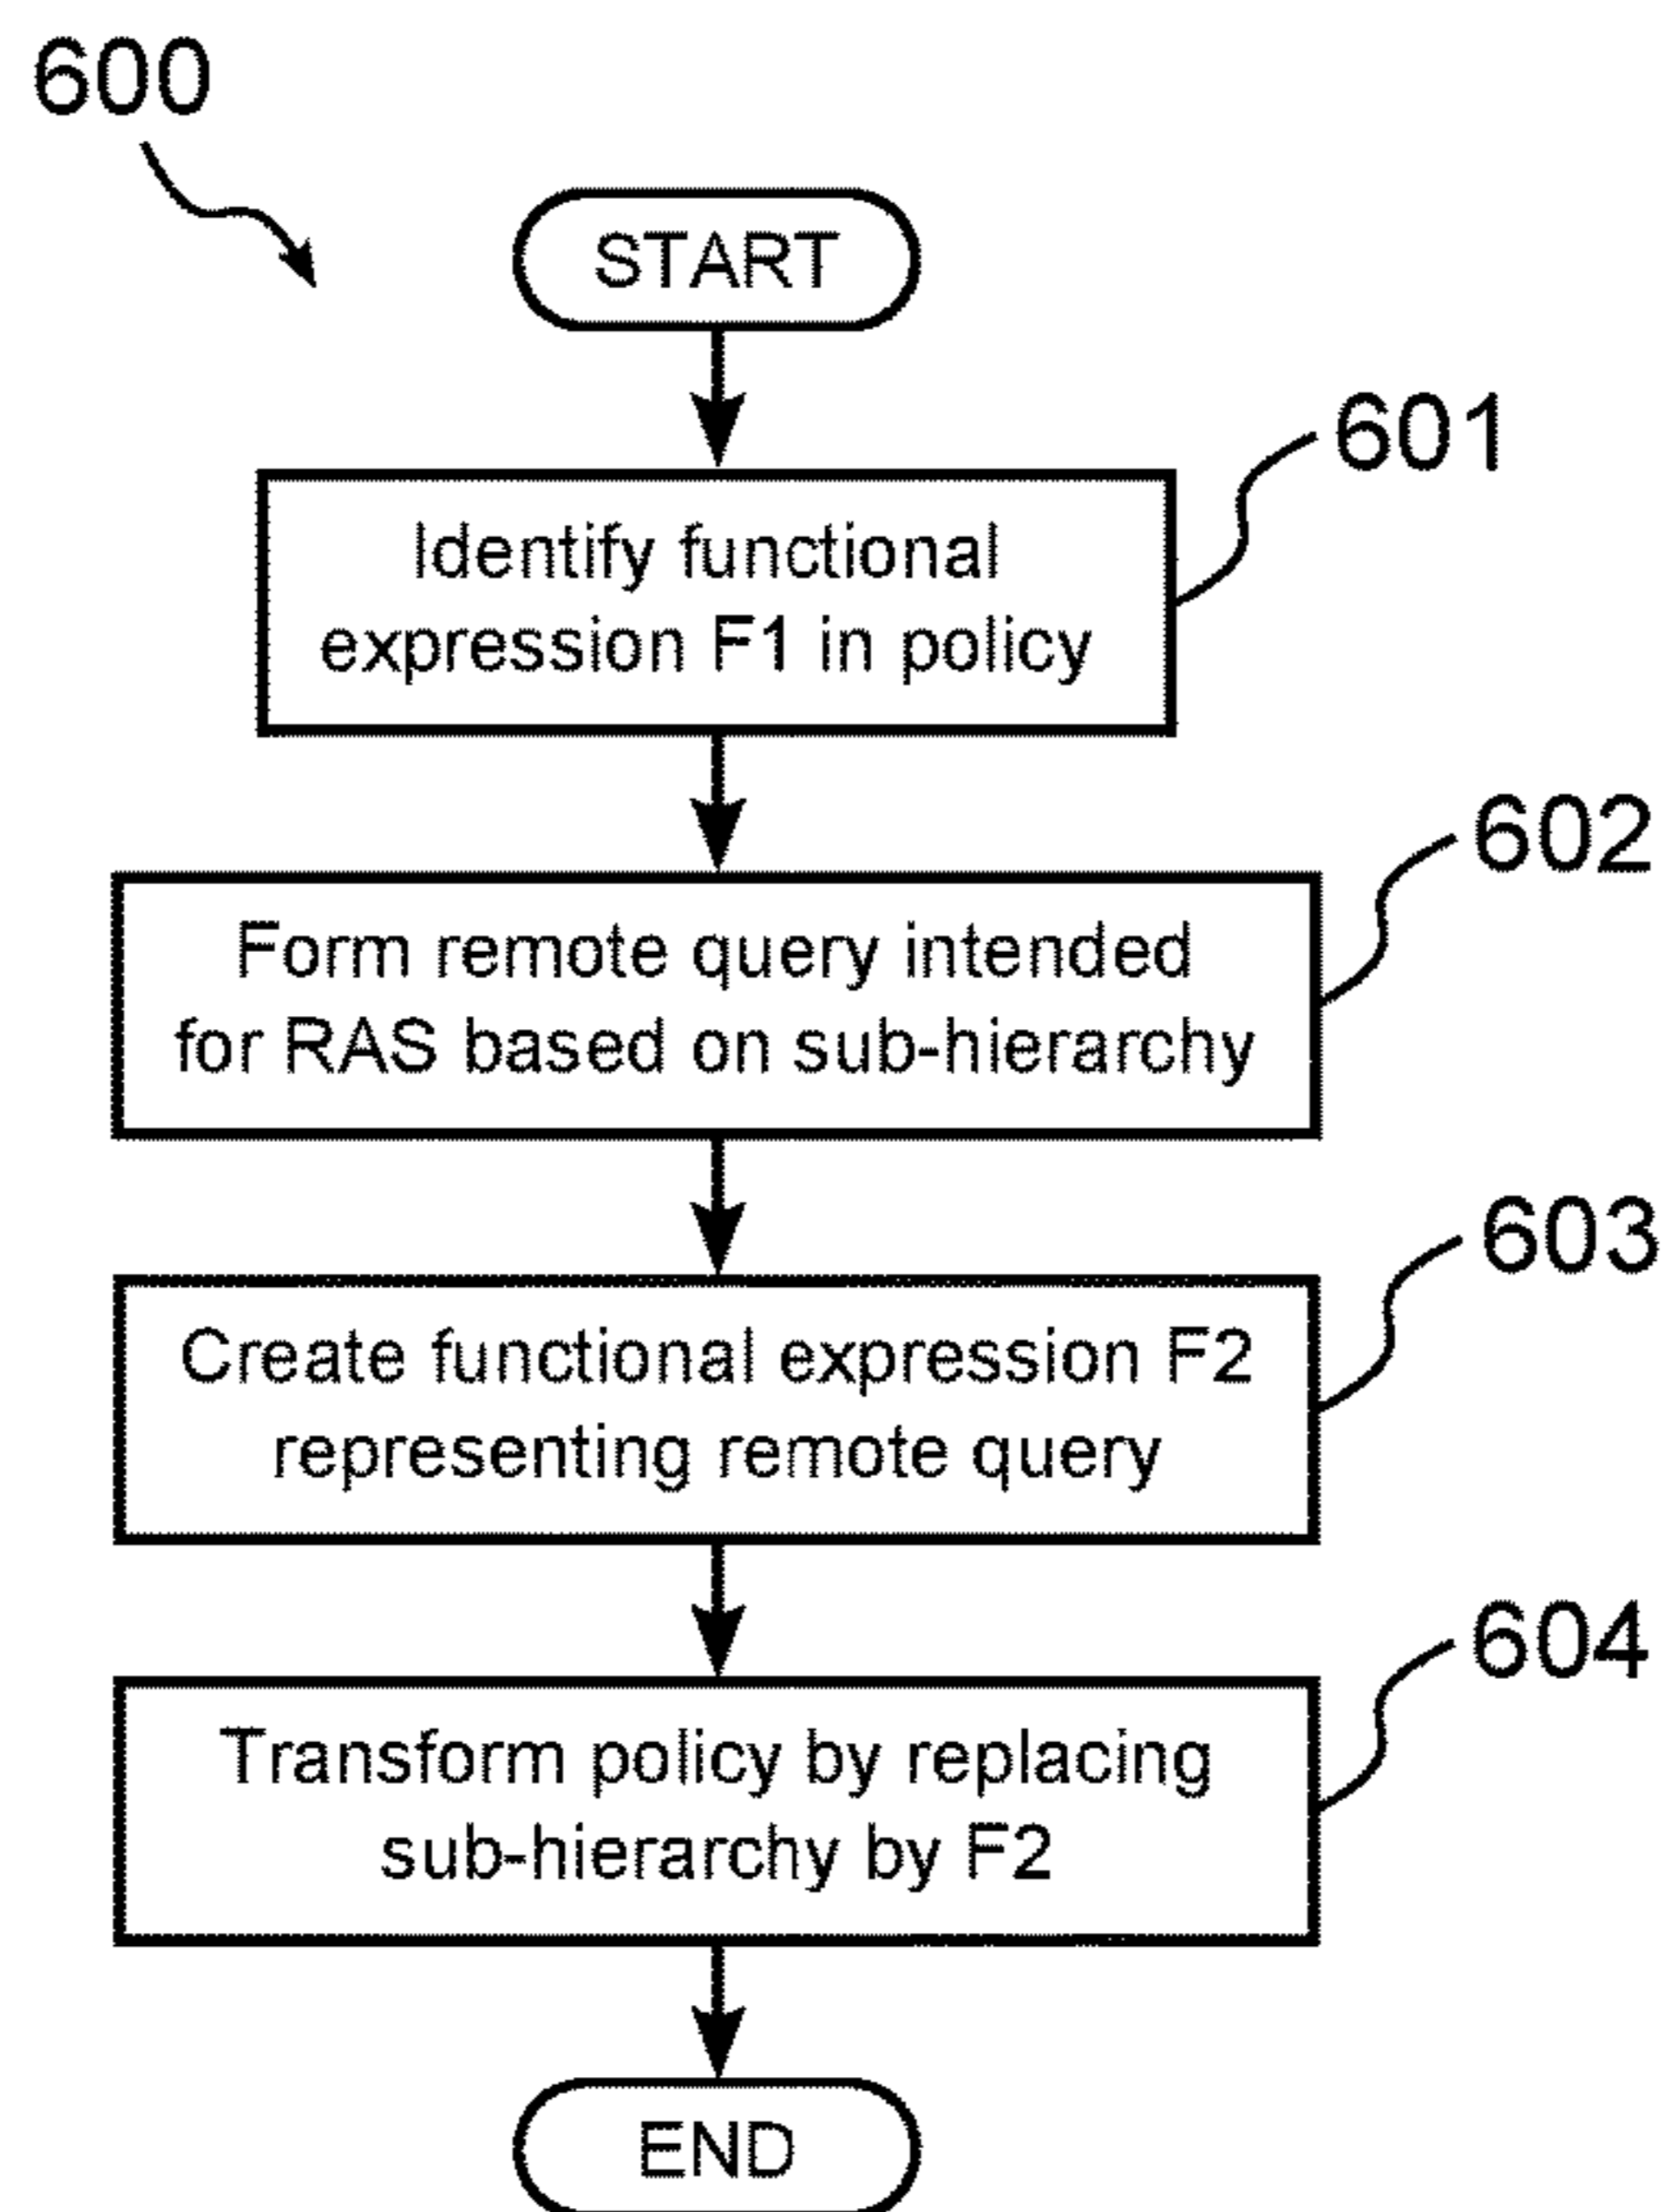 600
START
601
Identify functional
expression F1 in policy
602
Form remote query intended
for RAS based on sub-hierarchy
603
Create functional expression F2
representing remote query
604
Transform policy by replacing
sub-hierarchy by F2
END